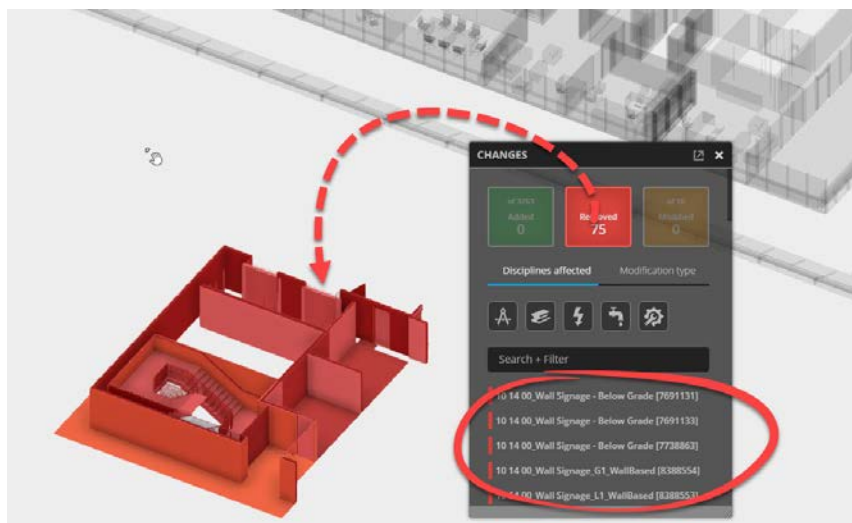 CHANGES
Added
0
Removed
75
Modified
0
Disciplines affected
Modification type
Search + Filter
10 14 00_Wall Signage - Below Grade [7691131]
10 14 00_Wall Signage - Below Grade [7691133]
10 14 00_Wall Signage - Below Grade [7738863]
10 14 00_Wall Signage_G1_WallBased [8388554]
10 14 00_Wall Signage_L1_WallBased [8388553]